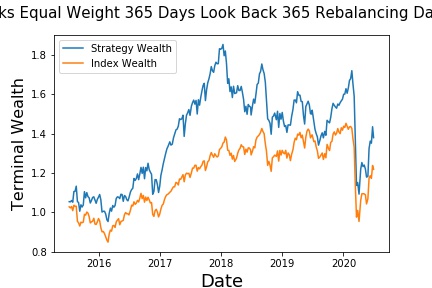 ks Equal Weight 365 Days Look Back 365 Rebalancing Da
Strategy Wealth
Index Wealth
Terminal Wealth
1.8
1.6
1.4
1.2
1.0
0.8
2016 2017 2018 2019 2020
Date